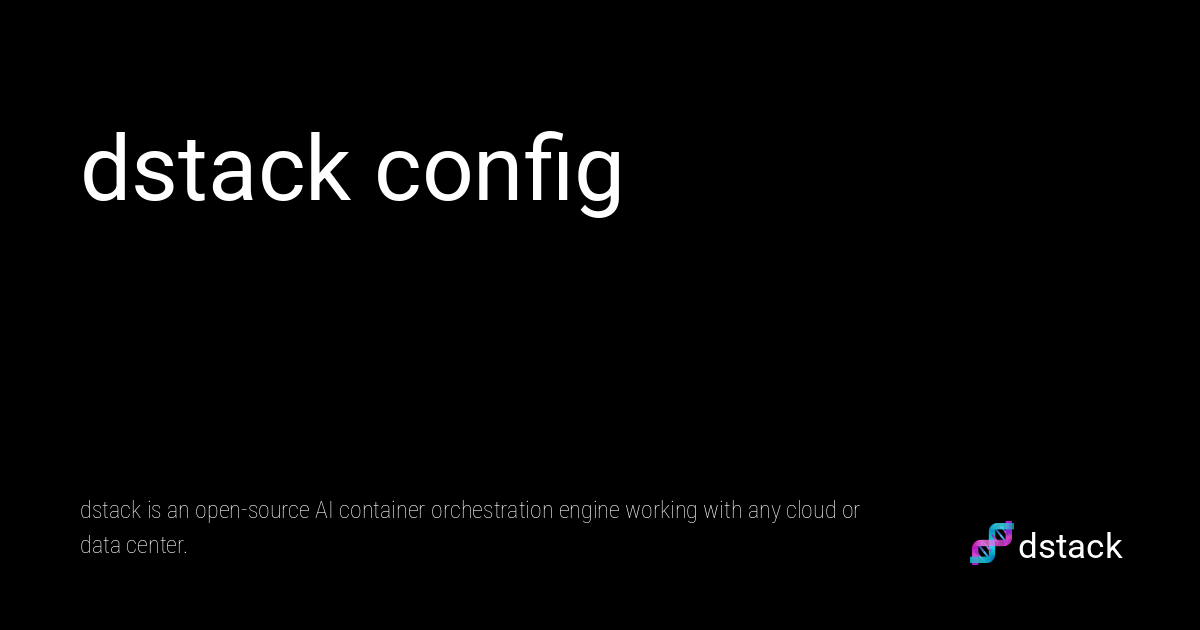 dstack config
dstack is an open-source AI container orchestration engine working with any cloud or
data center.
dstack